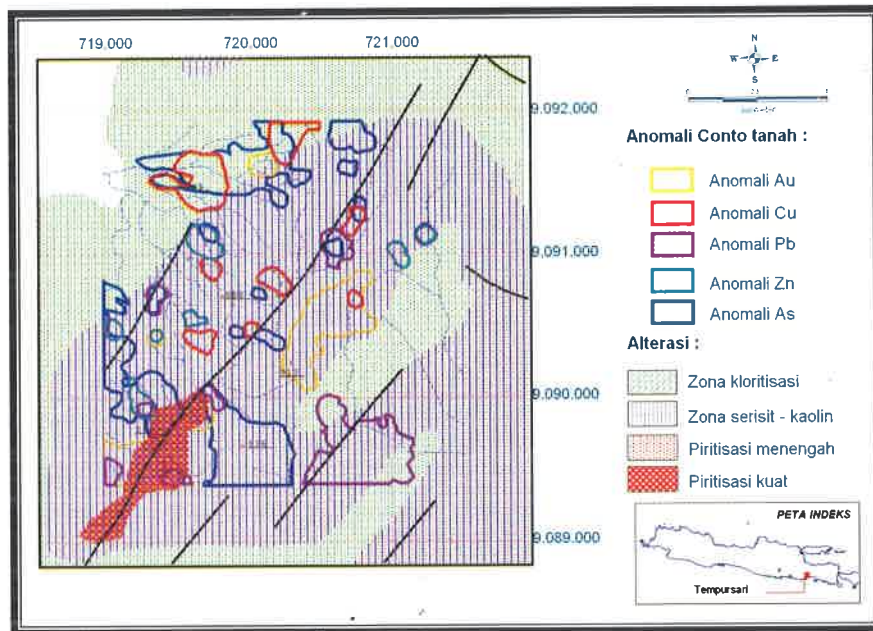 719.000 720.000 721.000
9.092.000
9.091.000
9.090.000
9.089.000
N
W E
S
Anomali Conto tanah :
Anomali Au
Anomali Cu
Anomali Pb
Anomali Zn
Anomali As
Alterasi :
Zona kloritisasi
Zona serisit - kaolin
Piritisasi menengah
Piritisasi kuat
PETA INDEKS
Tempursari